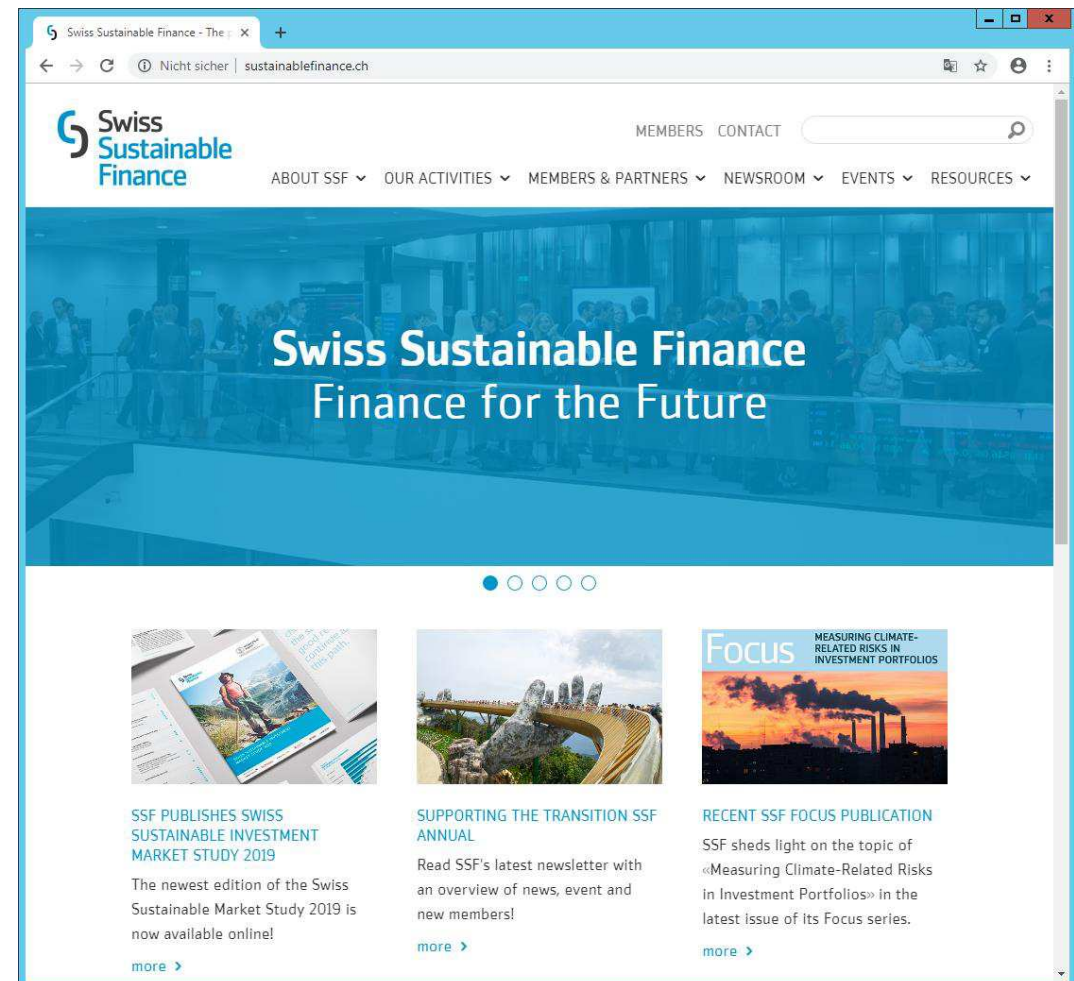 Swiss Sustainable Finance - The p
Nicht sicher | sustainablefinance.ch
Swiss
Sustainable
Finance
MEMBERS CONTACT
ABOUT SSF OUR ACTIVITIES MEMBERS & PARTNERS NEWSROOM EVENTS RESOURCES
Swiss Sustainable Finance
Finance for the Future
Focus
MEASURING CLIMATE-
RELATED RISKS IN
INVESTMENT PORTFOLIOS
SSF PUBLISHES SWISS
SUSTAINABLE INVESTMENT
MARKET STUDY 2019
The newest edition of the Swiss
Sustainable Market Study 2019 is
now available online!
more >
SUPPORTING THE TRANSITION SSF
ANNUAL
Read SSF's latest newsletter with
an overview of news, event and
new members!
more >
RECENT SSF FOCUS PUBLICATION
SSF sheds light on the topic of
«Measuring Climate-Related Risks
in Investment Portfolios» in the
latest issue of its Focus series.
more >